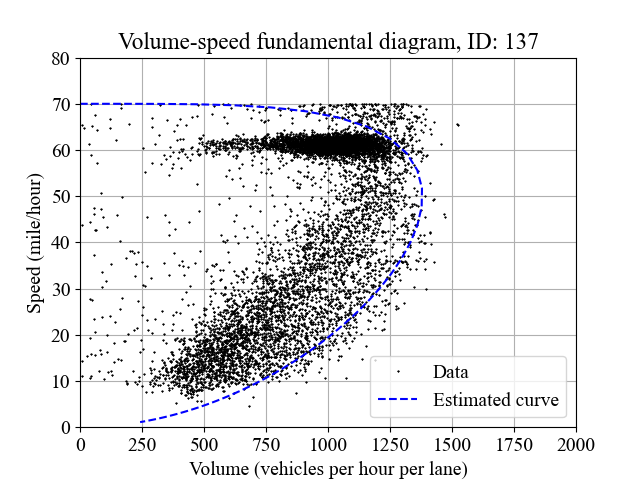 Volume-speed fundamental diagram, ID: 137
80
70
60
50
40
30
20
10
0
Speed (mile/hour)
Data
Estimated curve
0 250 500 750 1000 1250 1500 1750 2000
Volume (vehicles per hour per lane)